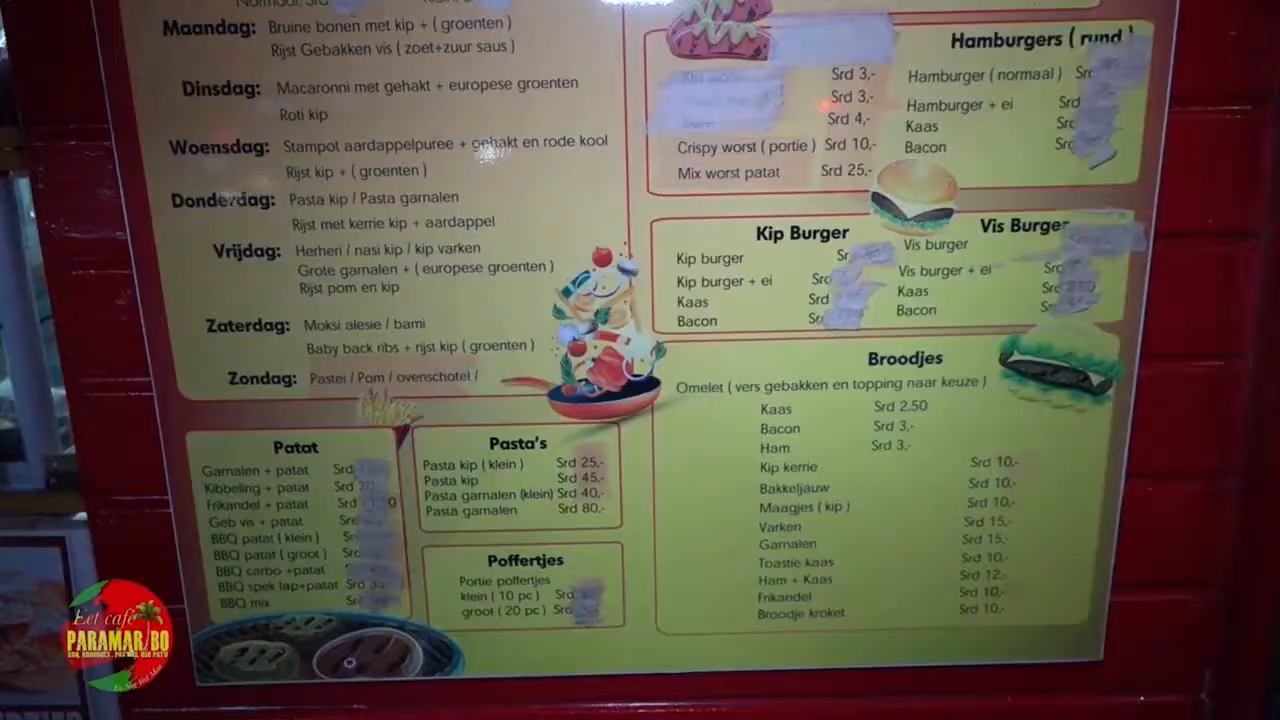 Maandag: Bruine bonen met kip + ( groenten )
Rijst Gebakken vis ( zoet+zuur saus )
Dinsdag: Macaronni met gehakt + europese groenten
Roti kip
Woensdag: Stampot aardappelpuree + gehakt en rode kool
Rijst kip + ( groenten )
Donderdag: Pasta kip / Pasta garnalen
Rijst met kerrie kip + aardappel
Vrijdag: Herheri / nasi kip / kip varken
Grote garnalen + ( europese groenten )
Rijst pom en kip
Zaterdag: Moksi alesie / bami
Baby back ribs + rijst kip ( groenten )
Zondag: Pastei / Pom / ovenschotel /
Patat
Garnalen + patat Srd
Kibbeling + patat Srd
Frikandel + patat Srd
Geb vis + patat
BBQ patat ( klein )
BBQ patat ( groot )
BBQ carbo +patat
BBQ spek lap+patat Srd
BBQ mix
Pasta's
Pasta kip ( klein ) Srd 25,-
Pasta kip Srd 45,-
Pasta garnalen (klein) Srd 40,-
Pasta garnalen Srd 80,-
Poffertjes
Portie poffertjes
klein ( 10 pc )
groot ( 20 pc )
Srd 3,-
Srd 3,-
Srd 4,-
Crispy worst ( portie ) Srd 10,-
Mix worst patat Srd 25,-
Hamburgers ( rund )
Hamburger ( normaal )
Hamburger + ei Srd
Kaas
Bacon
Kip Burger
Kip burger
Kip burger + ei
Kaas Srd
Bacon
Vis Burger
Vis burger
Vis burger + ei
Kaas
Bacon
Broodjes
Omelet ( vers gebakken en topping naar keuze )
Kaas Srd 2,50
Bacon Srd 3,-
Ham Srd 3,-
Kip kerrie Srd 10,-
Bakkeljauw Srd 10,-
Maagjes ( kip ) Srd 10,-
Varken Srd 15,-
Garnalen Srd 15,-
Toastie kaas Srd 10,-
Ham + Kaas Srd 12,
Frikandel Srd 10,-
Broodje kroket Srd 10,-
Eet café
PARAMARIBO